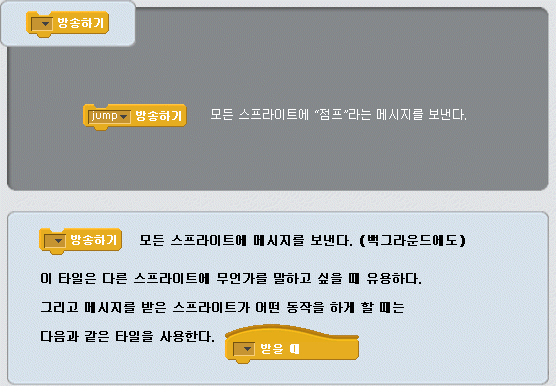 방송하기
jump 방송하기 모든 스프라이트에 “점프”라는 메시지를 보낸다.
방송하기 모든 스프라이트에 메시지를 보낸다. (백그라운드에도)
이 타일은 다른 스프라이트에 무언가를 말하고 싶을 때 유용하다.
그리고 메시지를 받은 스프라이트가 어떤 동작을 하게 할 때는
다음과 같은 타일을 사용한다.
받을